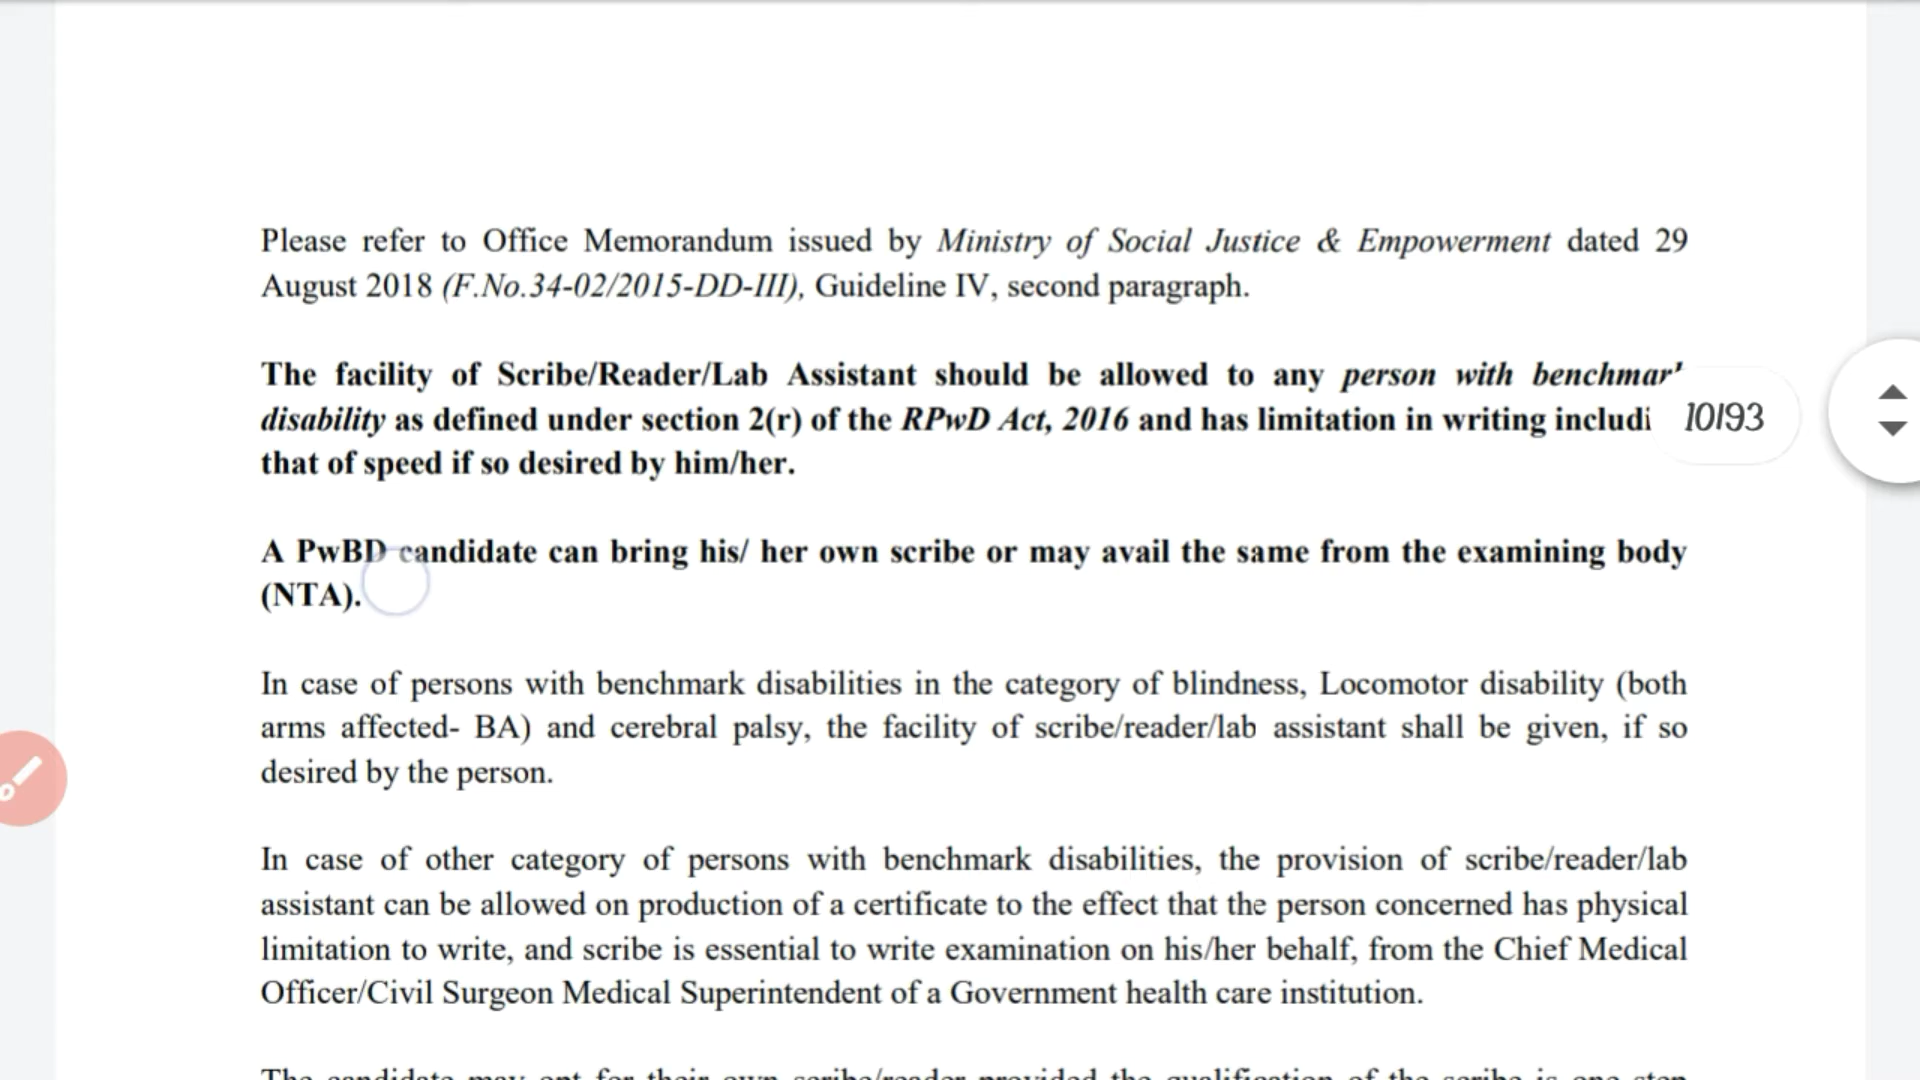 Please refer to Office Memorandum issued by Ministry of Social Justice & Empowerment dated 29
August 2018 (F.No.34-02/2015-DD-III), Guideline IV, second paragraph.
The facility of Scribe/Reader/Lab Assistant should be allowed to any person with
disability as defined under section 2(r) of the RPwD Act, 2016 and has limitation in writing
10/93
that of speed if so desired by him/her.
A PwBD candidate can bring his/ her own scribe or may avail the same from the examining body
(NTA).
In case of persons with benchmark disabilities in the category of blindness, Locomotor disability (both
arms affected- BA) and cerebral palsy, the facility of scribe/reader/lab assistant shall be given, if so
desired by the person.
In case of other category of persons with benchmark disabilities, the provision of scribe/reader/lab
assistant can be allowed on production of a certificate to the effect that the person concerned has physical
limitation to write, and scribe is essential to write examination on his/her behalf, from the Chief Medical
Officer/Civil Surgeon Medical Superintendent of a Government health care institution.